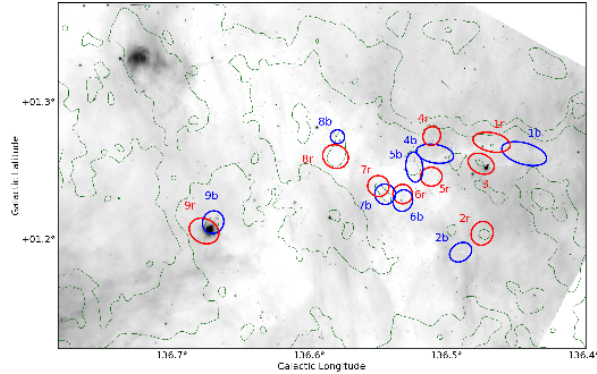 +01.3
+01.2
Galactic Latitude
136.7
136.6
136.5
136.4
Galactic Longitude
4r
1r
1b
4b
8b
5b
8r
3
7r
5r
6r
7b
6b
9b
9r
2r
2b